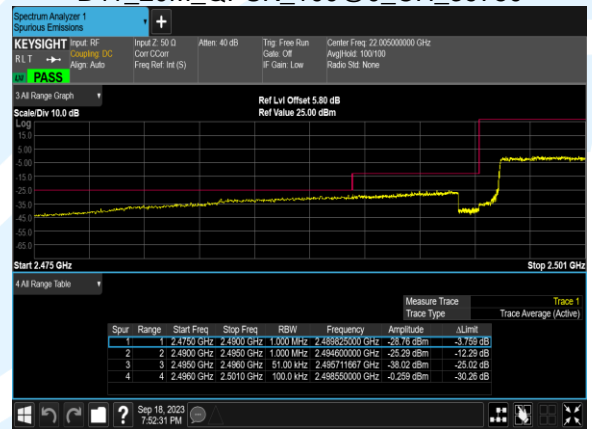 Spectrum Analyzer 1
Spurious Emissions
+
KEYSIGHT Input: RF
RLT Coupling: DC
Align: Auto
LV PASS
Input Z: 50 Ω
Corr CCorr
Freq Ref: Int (S)
Atten: 40 dB
Trig: Free Run
Gate: Off
IF Gain: Low
Center Freq: 22.005000000 GHz
Avg|Hold: 100/100
Radio Std: None
3 All Range Graph
Scale/Div 10.0 dB
Ref Lvl Offset 5.80 dB
Ref Value 25.00 dBm
Log
15.0
5.00
-5.00
-15.0
-25.0
-35.0
-45.0
-55.0
-65.0
Start 2.475 GHz
Stop 2.501 GHz
4 All Range Table
Measure Trace Trace 1
Trace Type Trace Average (Active)
Spur Range Start Freq Stop Freq RBW Frequency Amplitude ΔLimit
1 1 2.4750 GHz 2.4900 GHz 1.000 MHz 2.489825000 GHz -28.76 dBm -3.759 dB
2 2 2.4900 GHz 2.4950 GHz 1.000 MHz 2.494600000 GHz -25.29 dBm -12.29 dB
3 3 2.4950 GHz 2.4960 GHz 51.00 kHz 2.495711667 GHz -38.02 dBm -25.02 dB
4 4 2.4960 GHz 2.5010 GHz 100.0 kHz 2.498550000 GHz -0.259 dBm -30.26 dB
?
Sep 18, 2023
7:52:31 PM